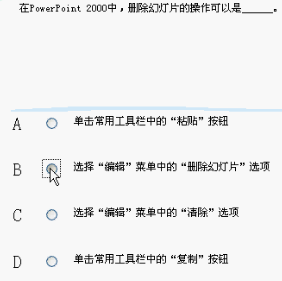 在PowerPoint 2000中，删除幻灯片的操作可以是______。
A 单击常用工具栏中的“粘贴”按钮
B 选择“编辑”菜单中的“删除幻灯片”选项
C 选择“编辑”菜单中的“清除”选项
D 单击常用工具栏中的“复制”按钮